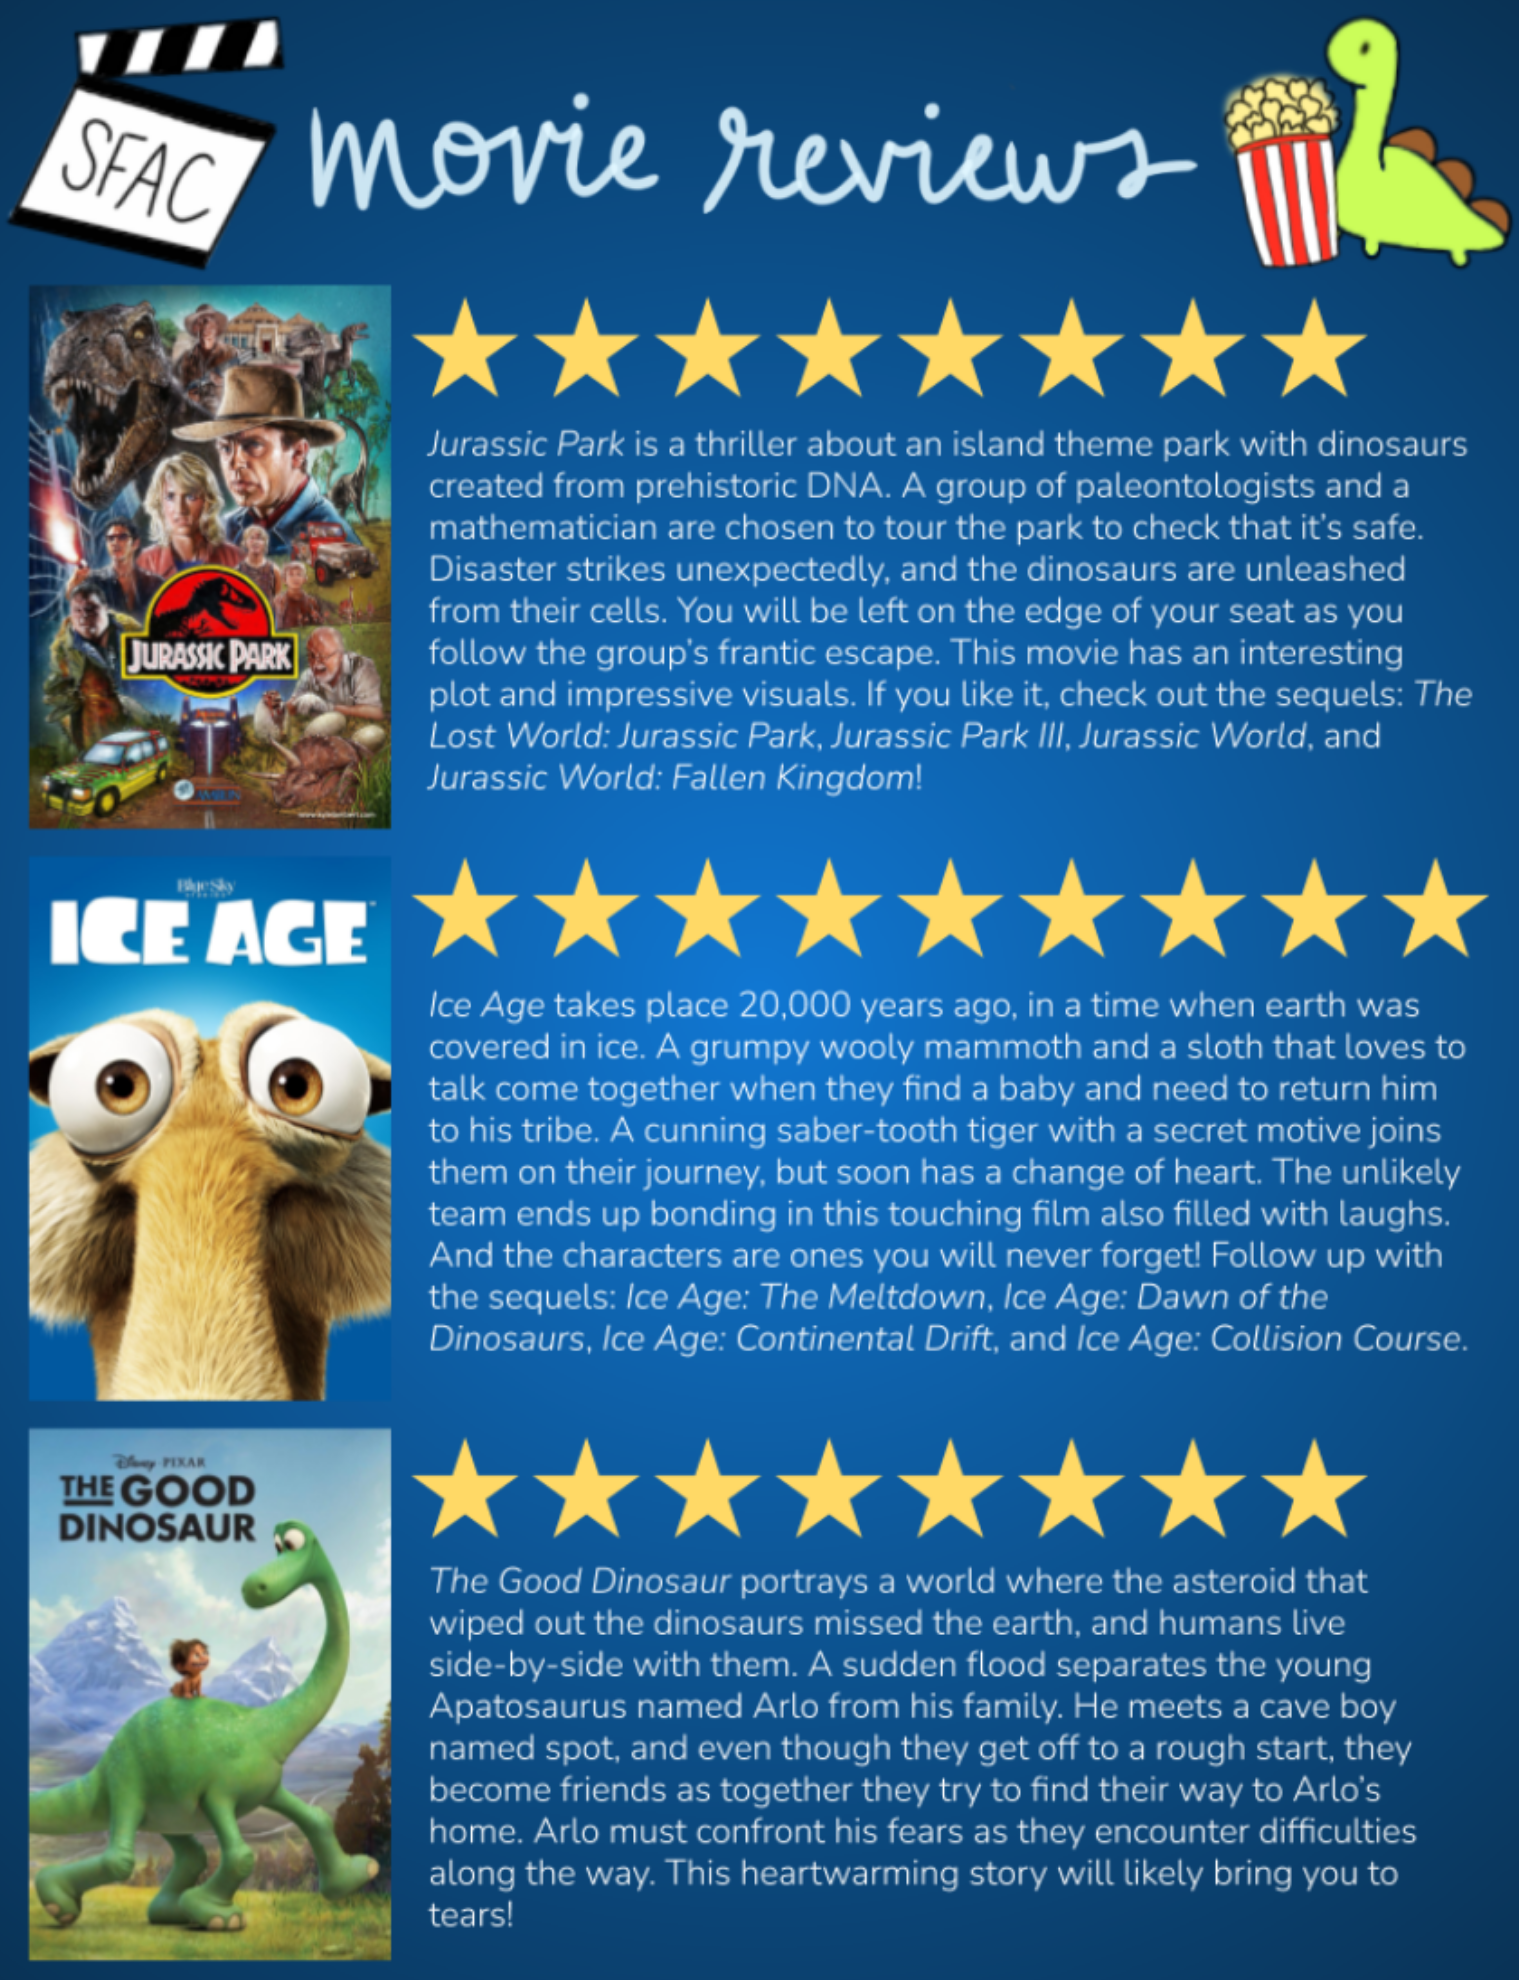 SFAC
movie reviews
Jurassic Park is a thriller about an island theme park with dinosaurs
created from prehistoric DNA. A group of paleontologists and a
mathematician are chosen to tour the park to check that it's safe.
Disaster strikes unexpectedly, and the dinosaurs are unleashed
from their cells. You will be left on the edge of your seat as you
follow the group's frantic escape. This movie has an interesting
plot and impressive visuals. If you like it, check out the sequels: The
Lost World: Jurassic Park, Jurassic Park III, Jurassic World, and
Jurassic World: Fallen Kingdom!
JURASSIC PARK
BlueSky
ICE AGE
Ice Age takes place 20,000 years ago, in a time when earth was
covered in ice. A grumpy wooly mammoth and a sloth that loves to
talk come together when they find a baby and need to return him
to his tribe. A cunning saber-tooth tiger with a secret motive joins
them on their journey, but soon has a change of heart. The unlikely
team ends up bonding in this touching film also filled with laughs.
And the characters are ones you will never forget! Follow up with
the sequels: Ice Age: The Meltdown, Ice Age: Dawn of the
Dinosaurs, Ice Age: Continental Drift, and Ice Age: Collision Course.
Disney PIXAR
THE GOOD
DINOSAUR
The Good Dinosaur portrays a world where the asteroid that
wiped out the dinosaurs missed the earth, and humans live
side-by-side with them. A sudden flood separates the young
Apatosaurus named Arlo from his family. He meets a cave boy
named spot, and even though they get off to a rough start, they
become friends as together they try to find their way to Arlo's
home. Arlo must confront his fears as they encounter difficulties
along the way. This heartwarming story will likely bring you to
tears!